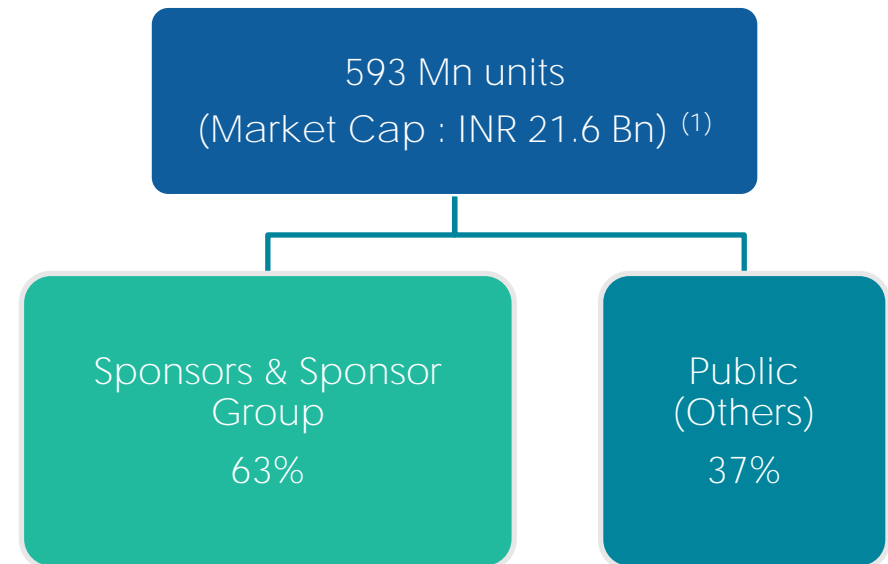 593 Mn units
(Market Cap : INR 21.6 Bn) (1)
Sponsors & Sponsor
Group
63%
Public
(Others)
37%